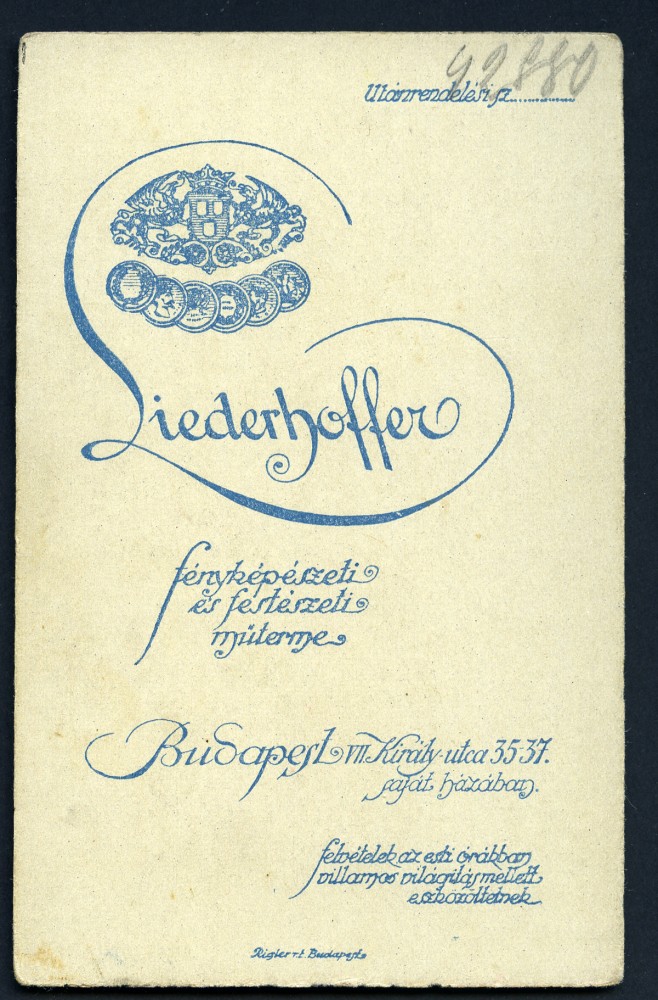 92880
Utánrendelési sz.
Liederhoffer
fényképészeti
és festészeti
műterme
Budapest VII. Király-utca 35-37.
saját házában.
felvételek az esti órákban
villamos világítás mellett
eszközöltetnek
Rigler r.t. Budapest